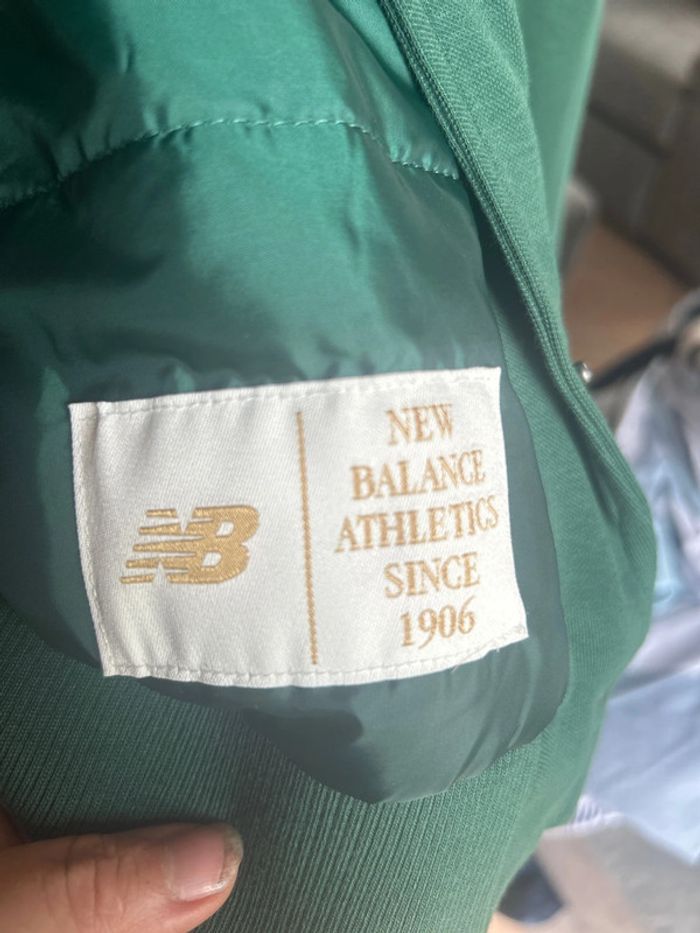 NB
NEW
BALANCE
ATHLETICS
SINCE
1906